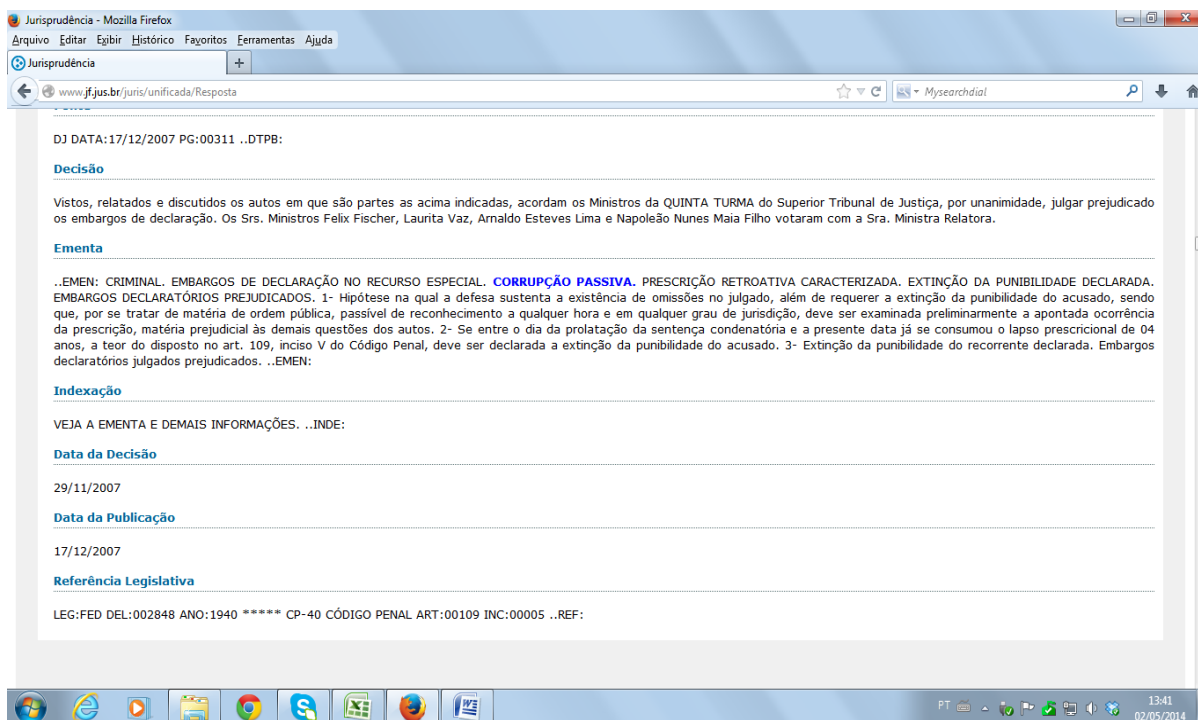 Jurisprudência - Mozilla Firefox
Arquivo Editar Exibir Histórico Favoritos Ferramentas Ajuda
Jurisprudência
www.jf.jus.br/juris/unificada/Resposta
Mysearchdial
DJ DATA:17/12/2007 PG:00311 ..DTPB:
Decisão
Vistos, relatados e discutidos os autos em que são partes as acima indicadas, acordam os Ministros da QUINTA TURMA do Superior Tribunal de Justiça, por unanimidade, julgar prejudicado
os embargos de declaração. Os Srs. Ministros Felix Fischer, Laurita Vaz, Arnaldo Esteves Lima e Napoleão Nunes Maia Filho votaram com a Sra. Ministra Relatora.
Ementa
..EMEN: CRIMINAL. EMBARGOS DE DECLARAÇÃO NO RECURSO ESPECIAL. CORRUPÇÃO PASSIVA. PRESCRIÇÃO RETROATIVA CARACTERIZADA. EXTINÇÃO DA PUNIBILIDADE DECLARADA.
EMBARGOS DECLARATÓRIOS PREJUDICADOS. 1- Hipótese na qual a defesa sustenta a existência de omissões no julgado, além de requerer a extinção da punibilidade do acusado, sendo
que, por se tratar de matéria de ordem pública, passível de reconhecimento a qualquer hora e em qualquer grau de jurisdição, deve ser examinada preliminarmente a apontada ocorrência
da prescrição, matéria prejudicial às demais questões dos autos. 2- Se entre o dia da prolatação da sentença condenatória e a presente data já se consumou o lapso prescricional de 04
anos, a teor do disposto no art. 109, inciso V do Código Penal, deve ser declarada a extinção da punibilidade do acusado. 3- Extinção da punibilidade do recorrente declarada. Embargos
declaratórios julgados prejudicados. ..EMEN:
Indexação
VEJA A EMENTA E DEMAIS INFORMAÇÕES. ..INDE:
Data da Decisão
29/11/2007
Data da Publicação
17/12/2007
Referência Legislativa
LEG:FED DEL:002848 ANO:1940 ***** CP-40 CÓDIGO PENAL ART:00109 INC:00005 ..REF:
PT
13:41
02/05/2014